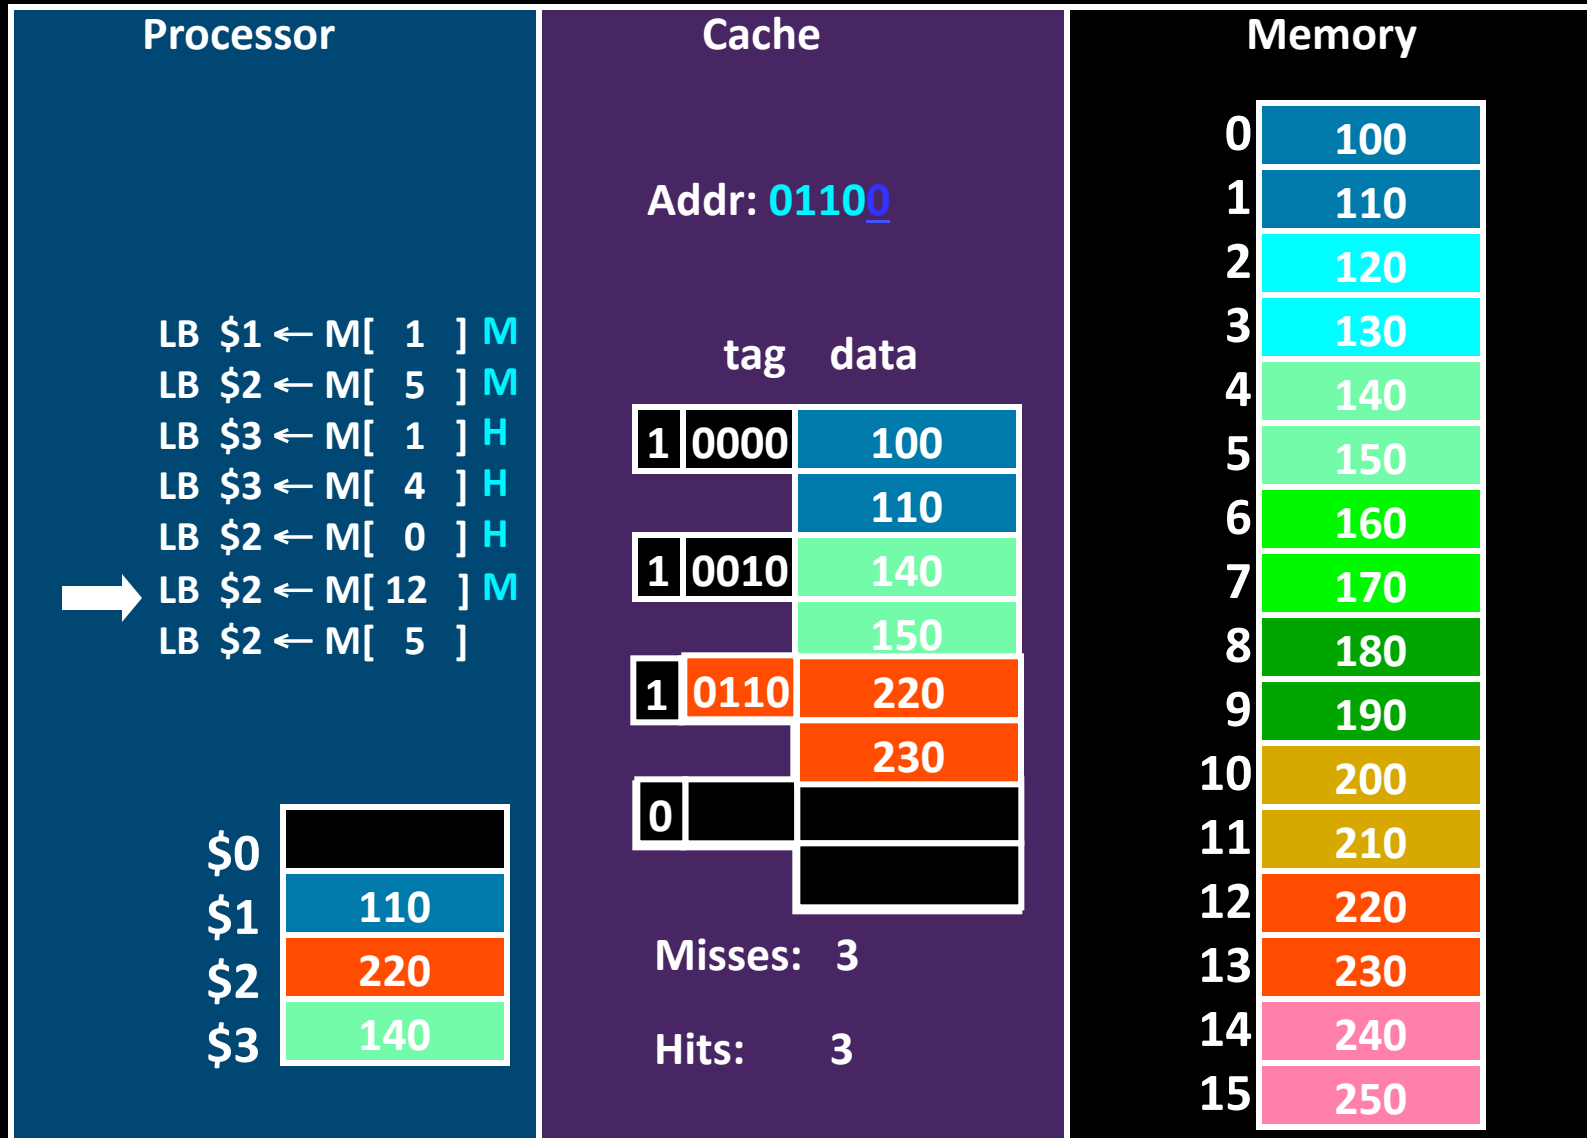 Processor
LB $1 ← M[ 1 ] M
LB $2 ← M[ 5 ] M
LB $3 ← M[ 1 ] H
LB $3 ← M[ 4 ] H
LB $2 ← M[ 0 ] H
LB $2 ← M[ 12 ] M
LB $2 ← M[ 5 ]
$0
$1 110
$2 220
$3 140
Cache
Addr: 01100
tag data
1 0000 100
110
1 0010 140
150
1 0110 220
230
0
Misses: 3
Hits: 3
Memory
0 100
1 110
2 120
3 130
4 140
5 150
6 160
7 170
8 180
9 190
10 200
11 210
12 220
13 230
14 240
15 250